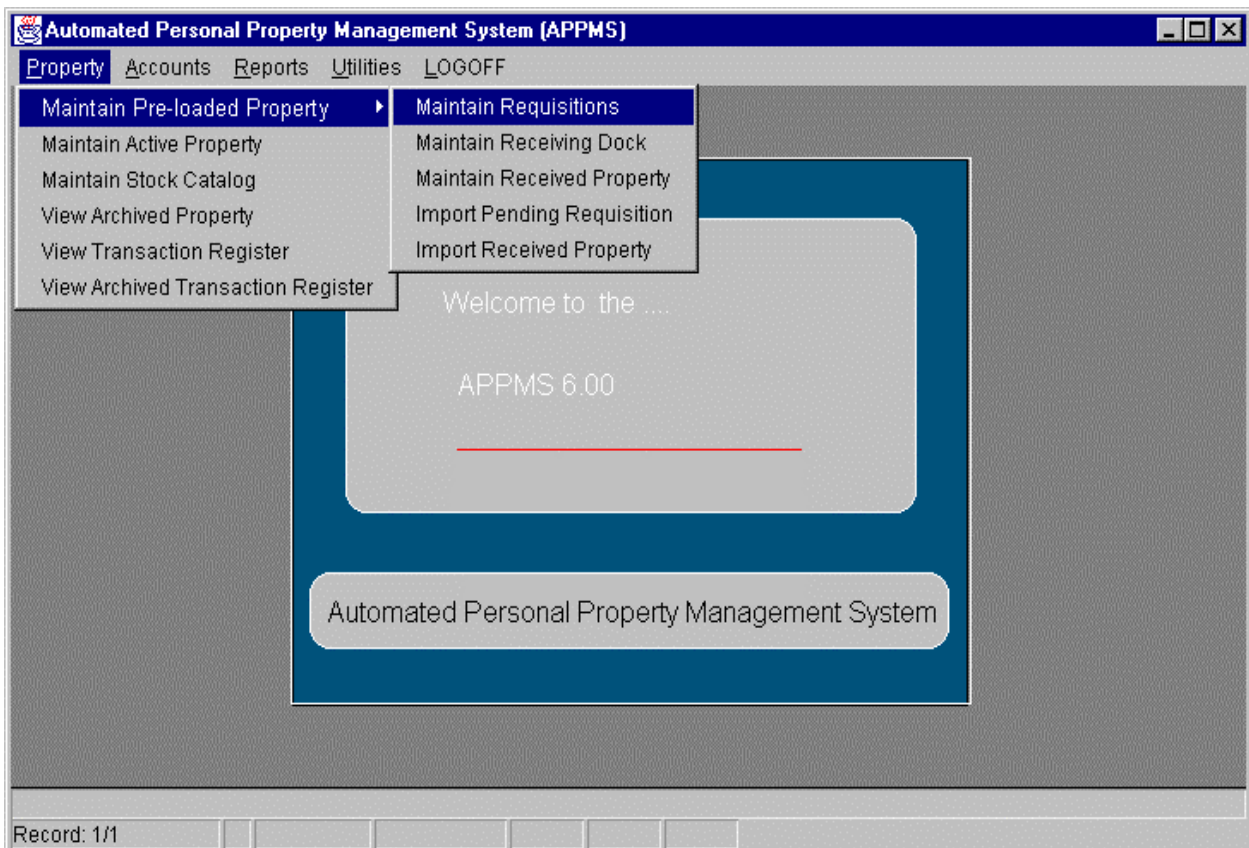 Automated Personal Property Management System (APPMS)
Property Accounts Reports Utilities LOGOFF
Maintain Pre-loaded Property
Maintain Active Property
Maintain Stock Catalog
View Archived Property
View Transaction Register
View Archived Transaction Register
Maintain Requisitions
Maintain Receiving Dock
Maintain Received Property
Import Pending Requisition
Import Received Property
Welcome to the ....
APPMS 6.00
Automated Personal Property Management System
Record: 1/1